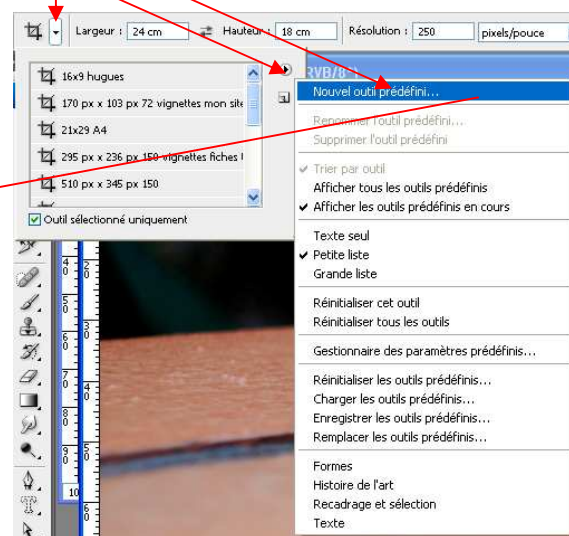 Largeur : 24 cm Hauteur : 18 cm Résolution : 250 pixels/pouce
RVB/8*)
16x9 hugues
170 px x 103 px 72 vignettes mon site
21x29 A4
295 px x 236 px 150 vignettes fiches
510 px x 345 px 150
Outil sélectionné uniquement
Nouvel outil prédéfini...
Renommer l'outil prédéfini...
Supprimer l'outil prédéfini
Trier par outil
Afficher tous les outils prédéfinis
Afficher les outils prédéfinis en cours
Texte seul
Petite liste
Grande liste
Réinitialiser cet outil
Réinitialiser tous les outils
Gestionnaire des paramètres prédéfinis...
Réinitialiser les outils prédéfinis...
Charger les outils prédéfinis...
Enregistrer les outils prédéfinis...
Remplacer les outils prédéfinis...
Formes
Histoire de l'art
Recadrage et sélection
Texte